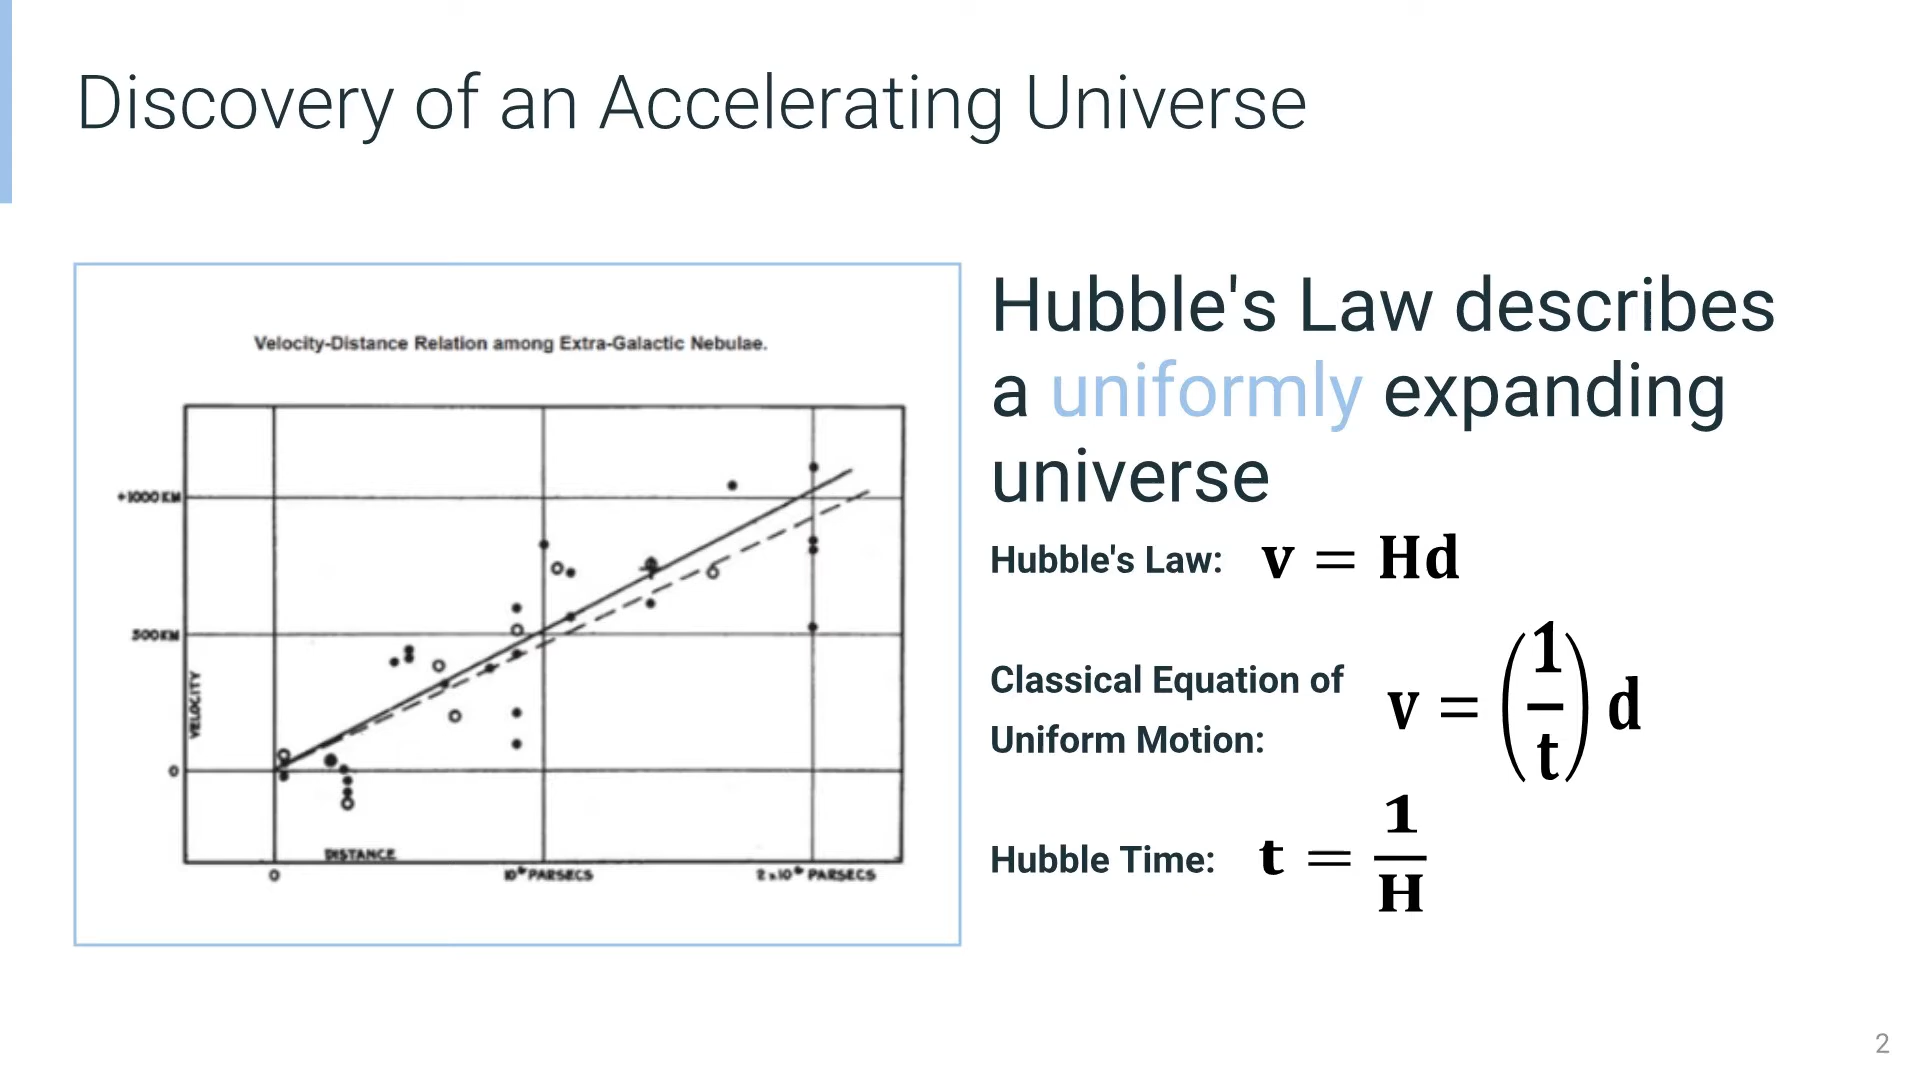 Discovery of an Accelerating Universe
Velocity-Distance Relation among Extra-Galactic Nebulae.
+1000 KM
500 KM
VELOCITY
0
DISTANCE
0
10⁶ PARSECS
2 x 10⁶ PARSECS
Hubble's Law describes
a uniformly expanding
universe
Hubble's Law: v = Hd
Classical Equation of
Uniform Motion: v = (1/t) d
Hubble Time: t = 1/H
2